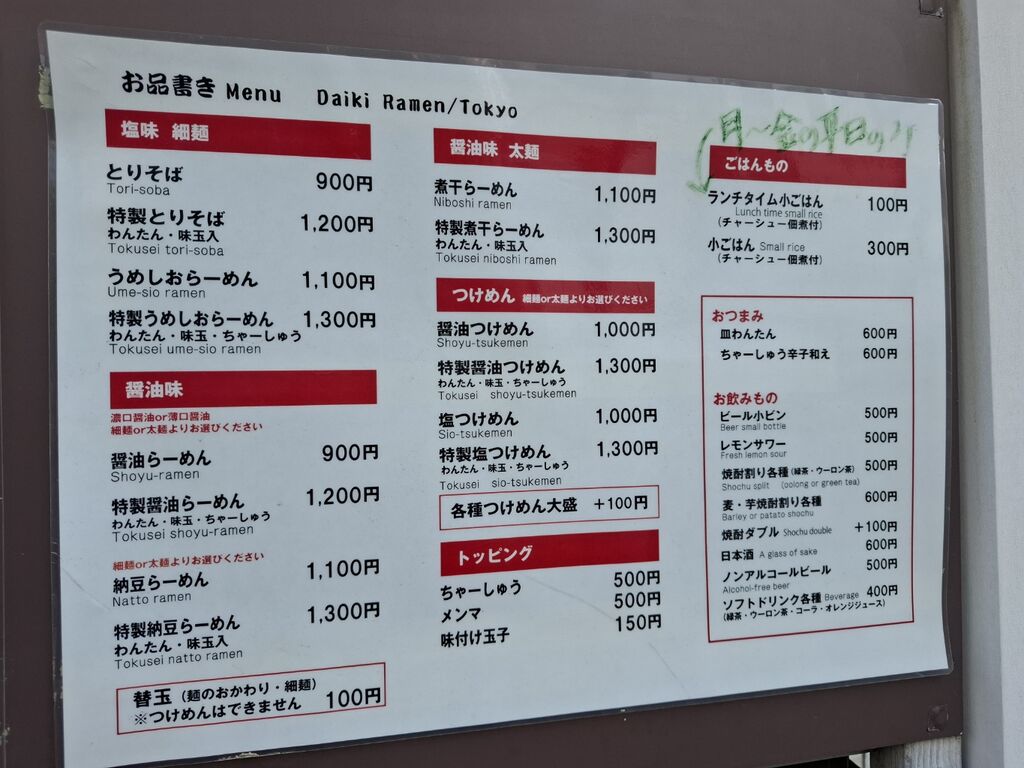 お品書き Menu Daiki Ramen/Tokyo
塩味 細麺
とりそば 900円
Tori-soba
特製とりそば 1,200円
わんたん・味玉入
Tokusei tori-soba
うめしおらーめん 1,100円
Ume-sio ramen
特製うめしおらーめん 1,300円
わんたん・味玉・ちゃーしゅう
Tokusei ume-sio ramen
醤油味
濃口醤油or薄口醤油
細麺or太麺よりお選びください
醤油らーめん 900円
Shoyu-ramen
特製醤油らーめん 1,200円
わんたん・味玉・ちゃーしゅう
Tokusei shoyu-ramen
細麺or太麺よりお選びください
納豆らーめん 1,100円
Natto ramen
特製納豆らーめん 1,300円
わんたん・味玉入
Tokusei natto ramen
替玉(麺のおかわり・細麺) 100円
※つけめんはできません
醤油味 太麺
煮干らーめん 1,100円
Niboshi ramen
特製煮干らーめん 1,300円
わんたん・味玉入
Tokusei niboshi ramen
つけめん 細麺or太麺よりお選びください
醤油つけめん 1,000円
Shoyu-tsukemen
特製醤油つけめん 1,300円
わんたん・味玉・ちゃーしゅう
Tokusei shoyu-tsukemen
塩つけめん 1,000円
Sio-tsukemen
特製塩つけめん 1,300円
わんたん・味玉・ちゃーしゅう
Tokusei sio-tsukemen
各種つけめん大盛 +100円
トッピング
ちゃーしゅう 500円
メンマ 500円
味付け玉子 150円
月〜金の平日のみ
ごはんもの
ランチタイム小ごはん 100円
Lunch time small rice
(チャーシュー佃煮付)
小ごはん Small rice 300円
(チャーシュー佃煮付)
おつまみ
皿わんたん 600円
ちゃーしゅう辛子和え 600円
お飲みもの
ビール小ビン 500円
Beer small bottle
レモンサワー 500円
Fresh lemon sour
焼酎割り各種(緑茶・ウーロン茶) 500円
Shochu split (oolong or green tea)
麦・芋焼酎割り各種 600円
Barley or patato shochu
焼酎ダブル Shochu double +100円
日本酒 A glass of sake 600円
ノンアルコールビール 500円
Alcohol-free beer
ソフトドリンク各種 Beverage 400円
(緑茶・ウーロン茶・コーラ・オレンジジュース)